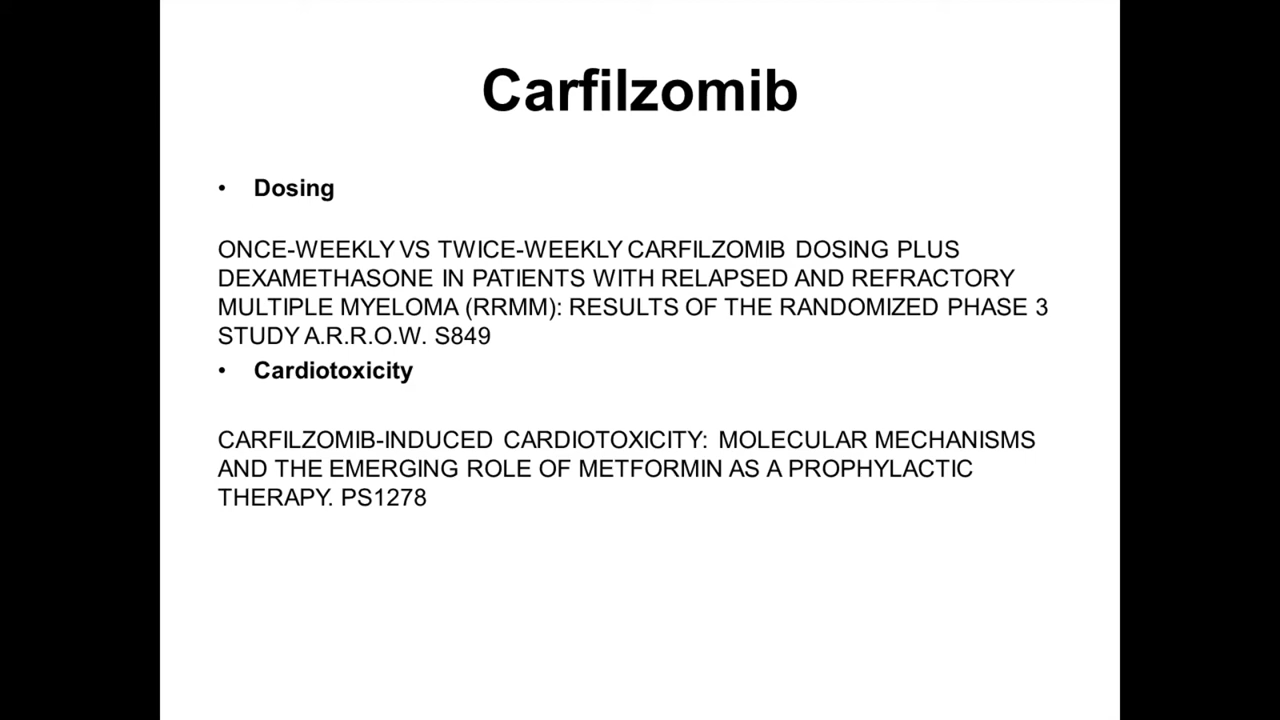 Carfilzomib
• Dosing
ONCE-WEEKLY VS TWICE-WEEKLY CARFILZOMIB DOSING PLUS
DEXAMETHASONE IN PATIENTS WITH RELAPSED AND REFRACTORY
MULTIPLE MYELOMA (RRMM): RESULTS OF THE RANDOMIZED PHASE 3
STUDY A.R.R.O.W. S849
• Cardiotoxicity
CARFILZOMIB-INDUCED CARDIOTOXICITY: MOLECULAR MECHANISMS
AND THE EMERGING ROLE OF METFORMIN AS A PROPHYLACTIC
THERAPY. PS1278